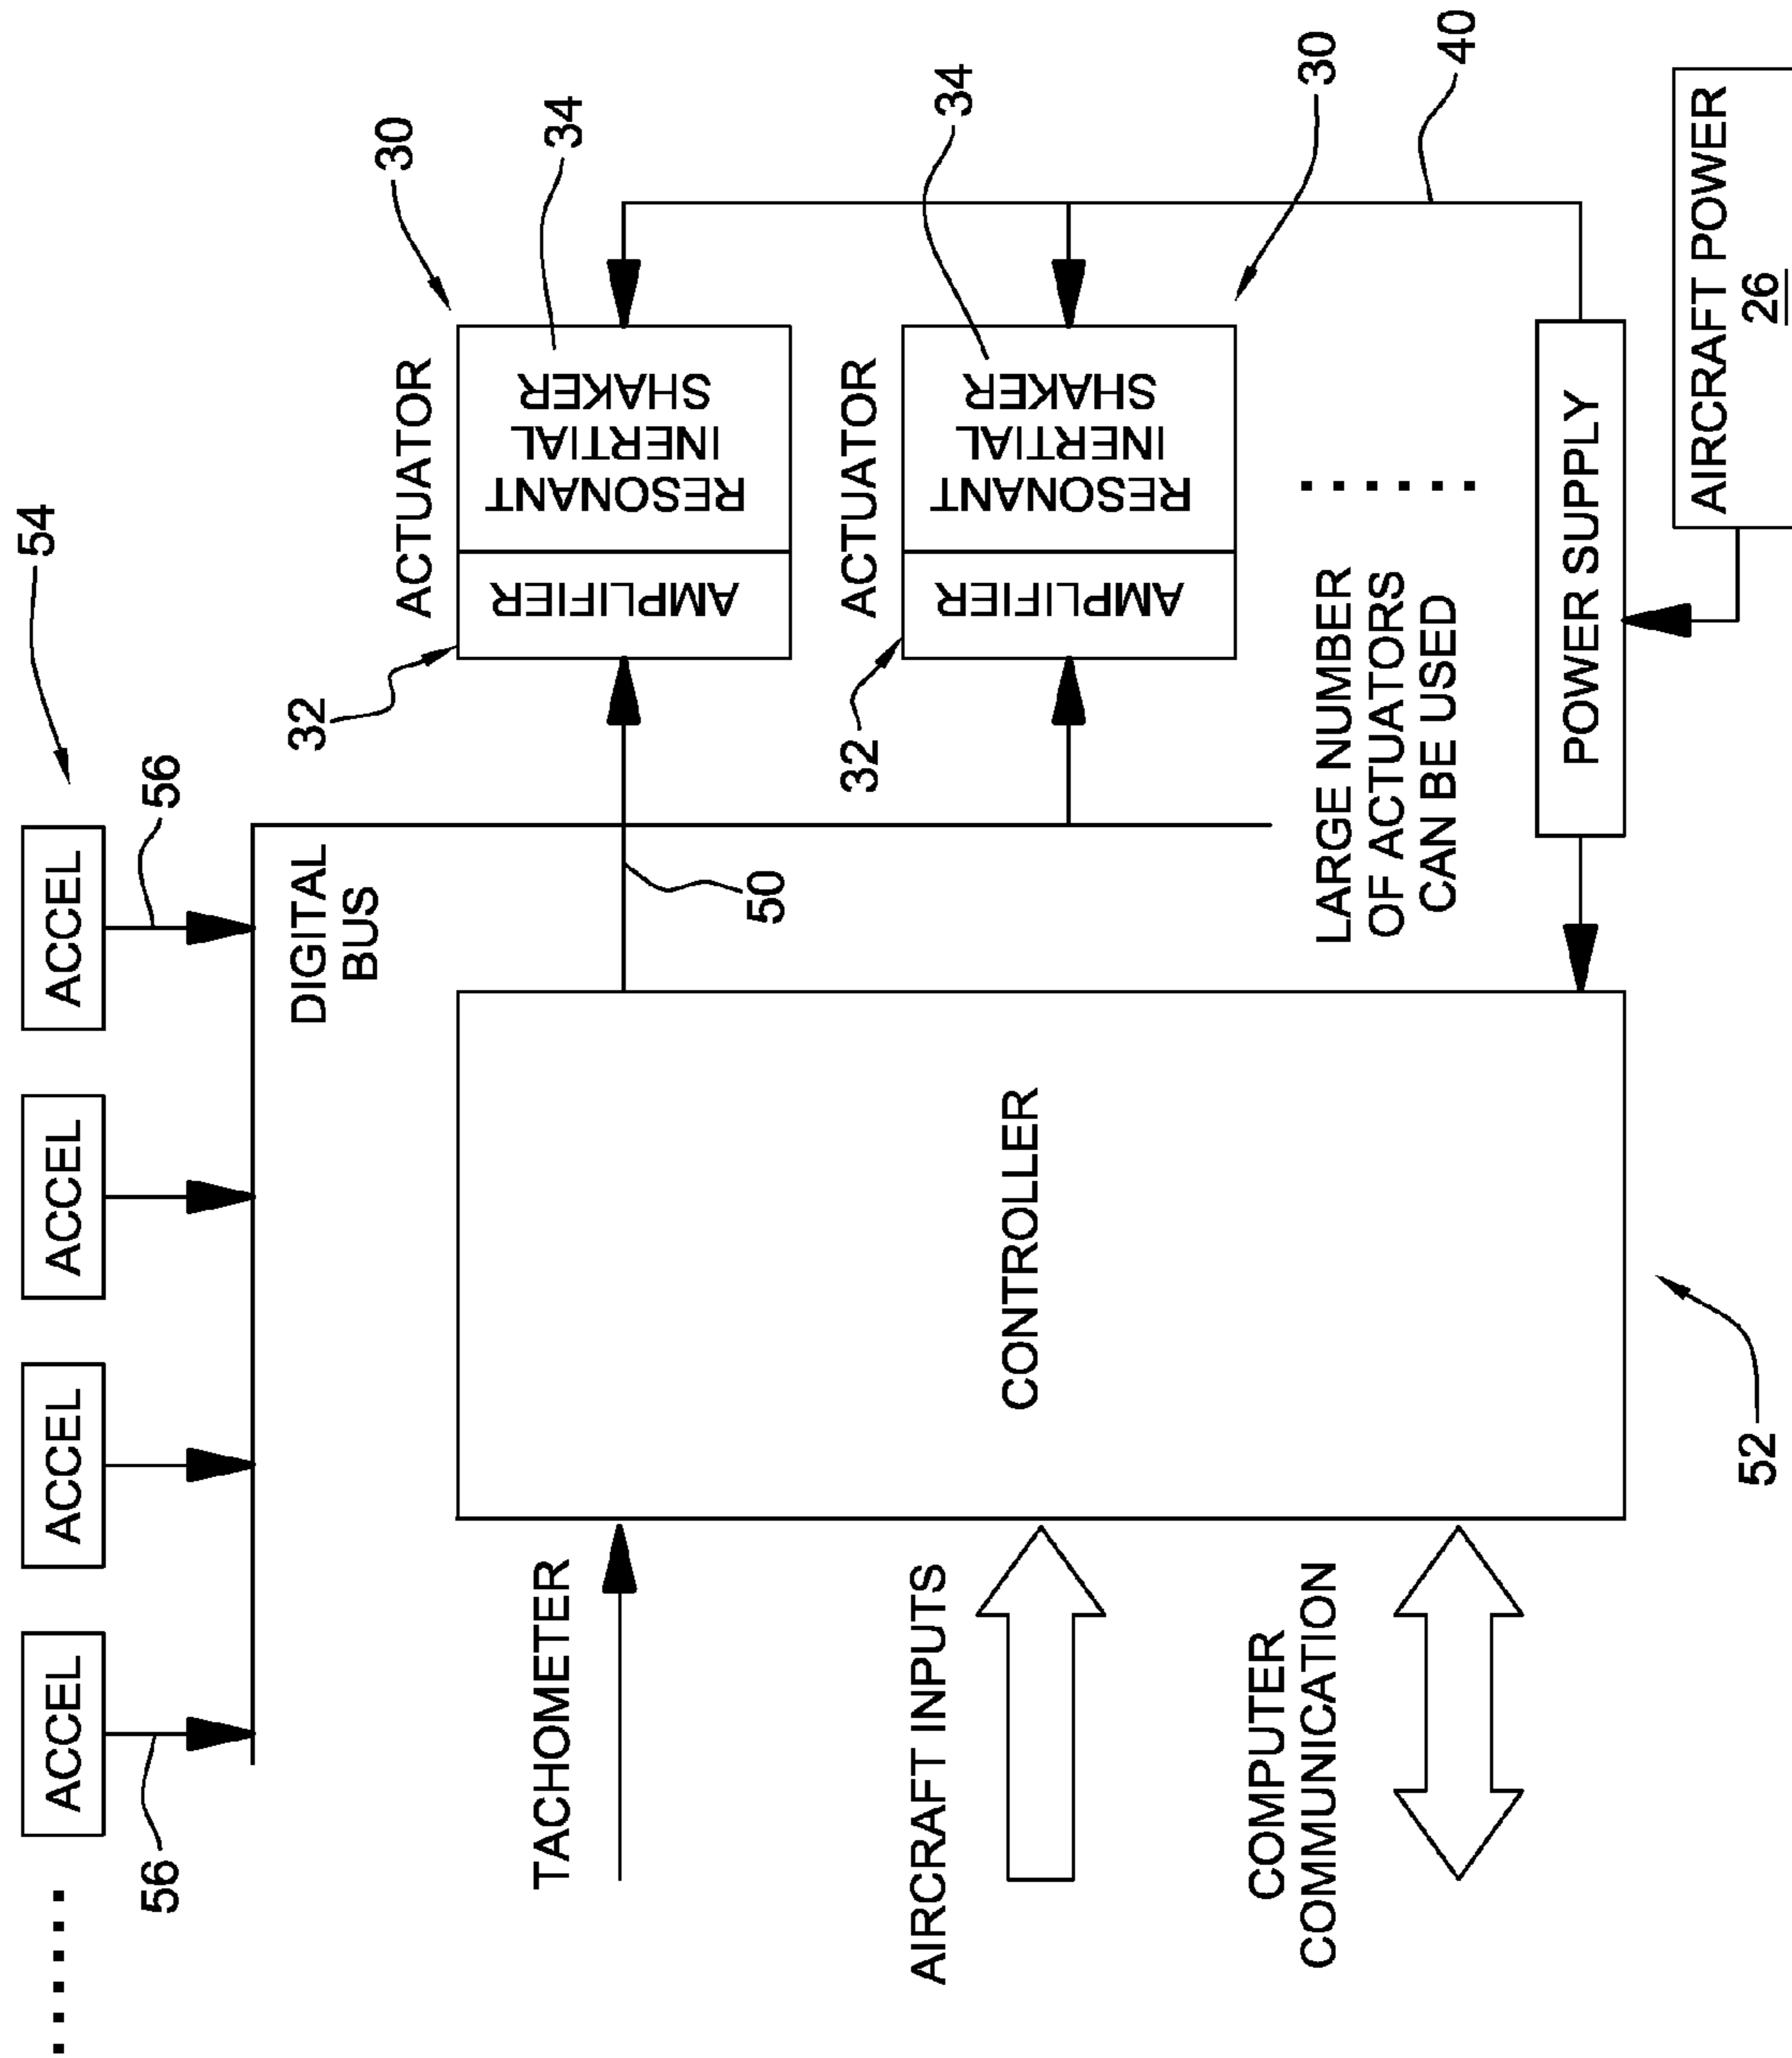 54
ACCEL
ACCEL
ACCEL
ACCEL
56
56
DIGITAL
BUS
TACHOMETER
AIRCRAFT INPUTS
COMPUTER
COMMUNICATION
CONTROLLER
52
50
32
ACTUATOR
30
34
AMPLIFIER
RESONANT
INERTIAL
SHAKER
32
ACTUATOR
34
30
AMPLIFIER
RESONANT
INERTIAL
SHAKER
LARGE NUMBER
OF ACTUATORS
CAN BE USED
40
POWER SUPPLY
AIRCRAFT POWER
26